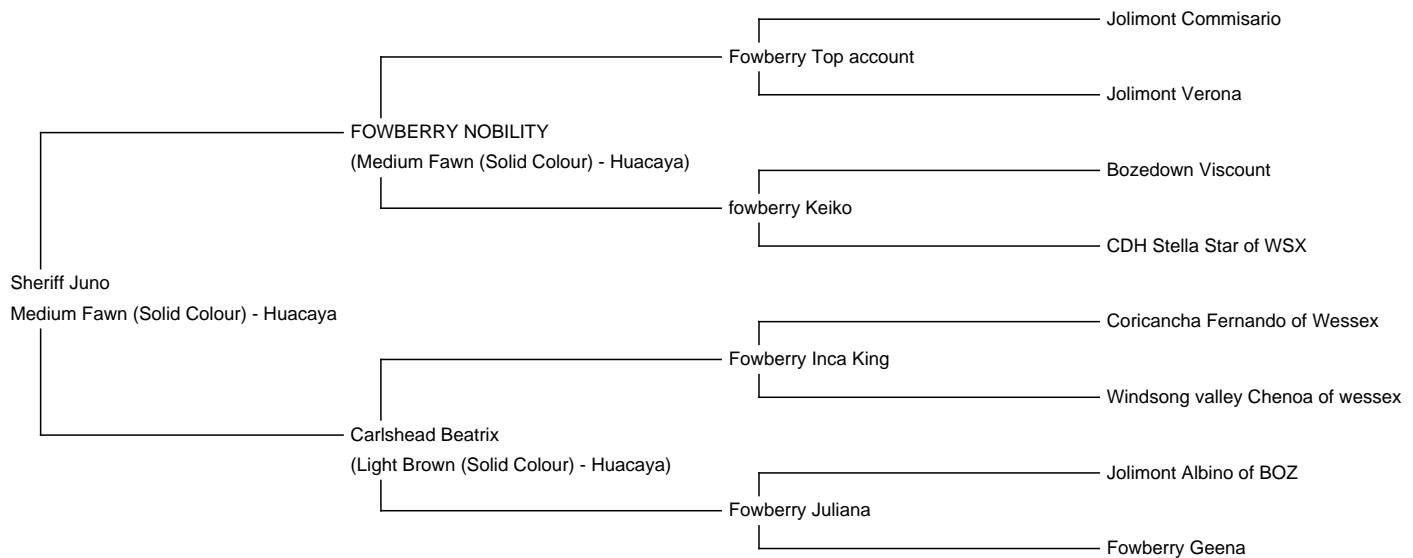 Jolimont Commisario
Fowberry Top account
Jolimont Verona
FOWBERRY NOBILITY
(Medium Fawn (Solid Colour) - Huacaya)
Bozedown Viscount
fowberry Keiko
CDH Stella Star of WSX
Sheriff Juno
Medium Fawn (Solid Colour) - Huacaya
Coricancha Fernando of Wessex
Fowberry Inca King
Windsong valley Chenoa of wessex
Carlshead Beatrix
(Light Brown (Solid Colour) - Huacaya)
Jolimont Albino of BOZ
Fowberry Juliana
Fowberry Geena